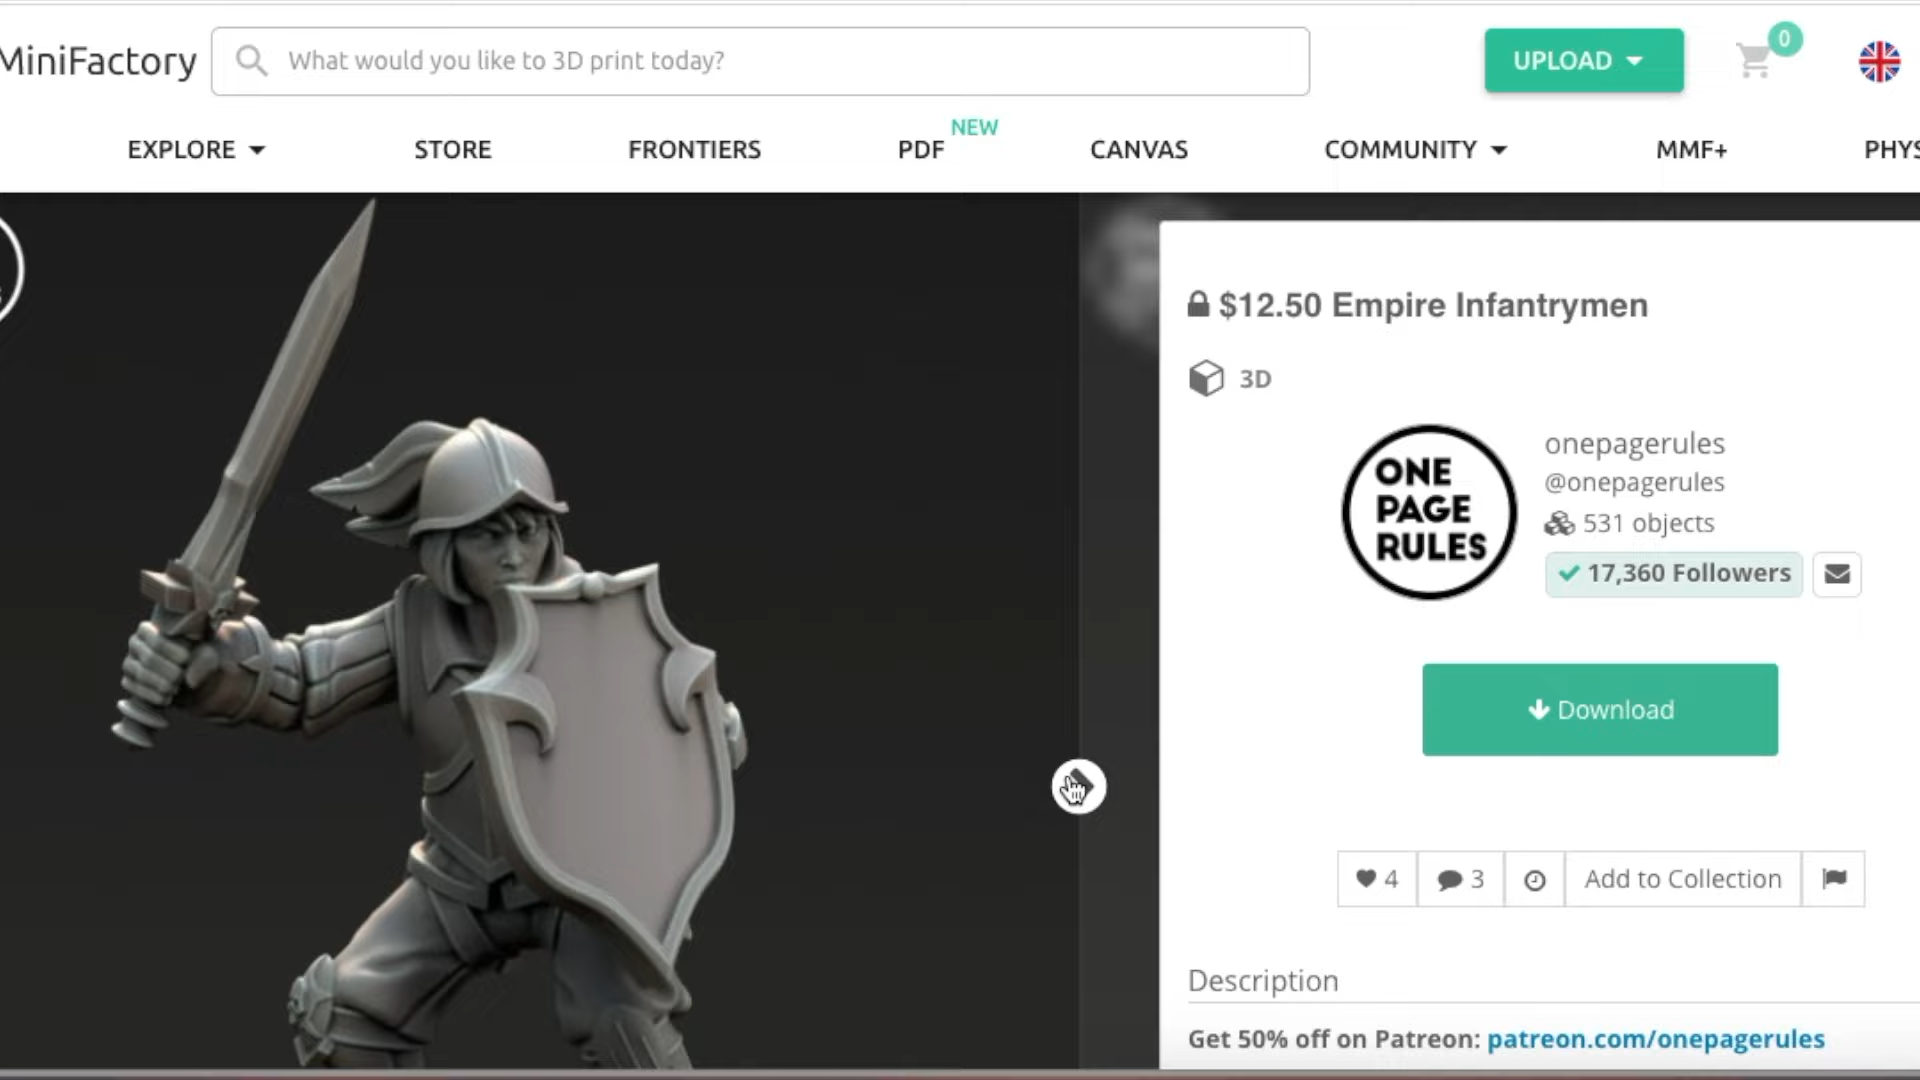 MiniFactory
What would you like to 3D print today?
UPLOAD
0
EXPLORE
STORE
FRONTIERS
PDF
NEW
CANVAS
COMMUNITY
MMF+
$12.50 Empire Infantrymen
3D
ONE
PAGE
RULES
onepagerules
@onepagerules
531 objects
17,360 Followers
Download
4
3
Add to Collection
Description
Get 50% off on Patreon: patreon.com/onepagerules